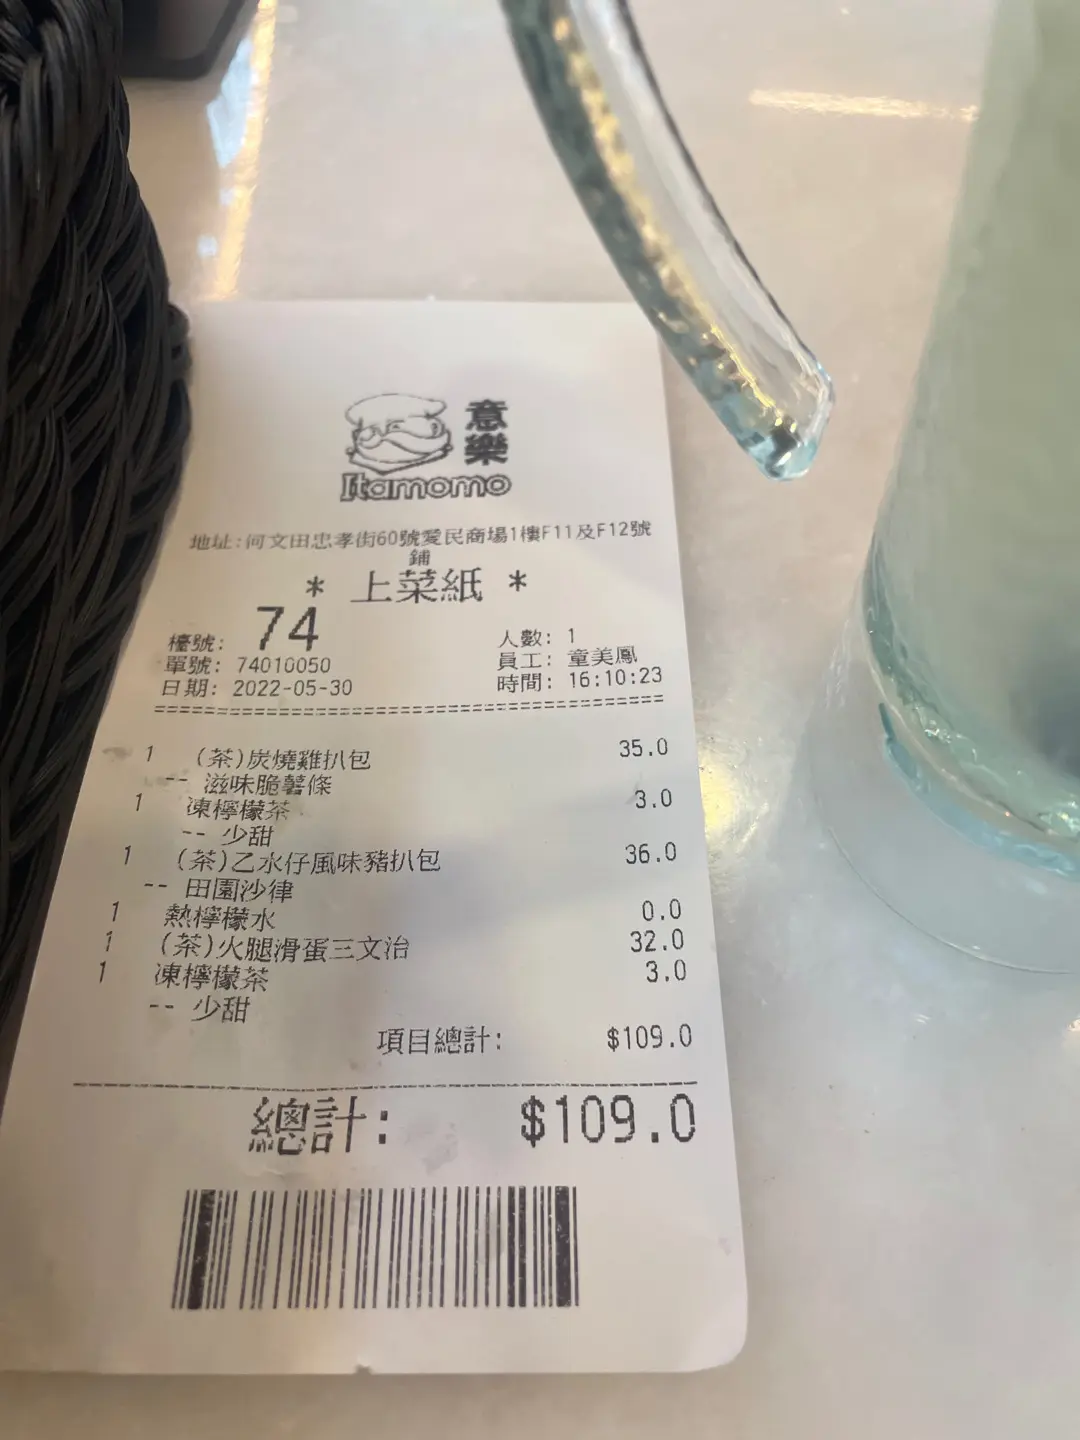 意樂
Itamomo
地址:何文田忠孝街60號愛民商場1樓F11及F12號
鋪
* 上菜紙 *
檯號: 74 人數: 1
單號: 74010050 員工: 童美鳳
日期: 2022-05-30 時間: 16:10:23
1 (茶)炭燒雞扒包 35.0
-- 滋味脆薯條
1 凍檸檬茶 3.0
-- 少甜
1 (茶)乙水仔風味豬扒包 36.0
-- 田園沙律
1 熱檸檬水 0.0
1 (茶)火腿滑蛋三文治 32.0
1 凍檸檬茶 3.0
-- 少甜
項目總計: $109.0
總計: $109.0